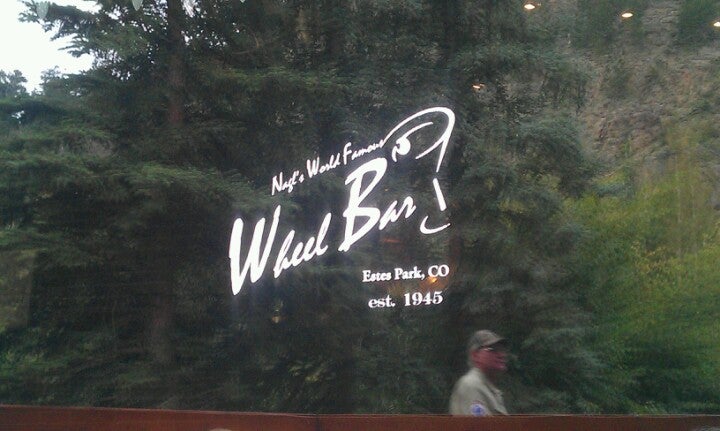 Nagl's World Famous
Wheel Bar
Estes Park, CO
est. 1945